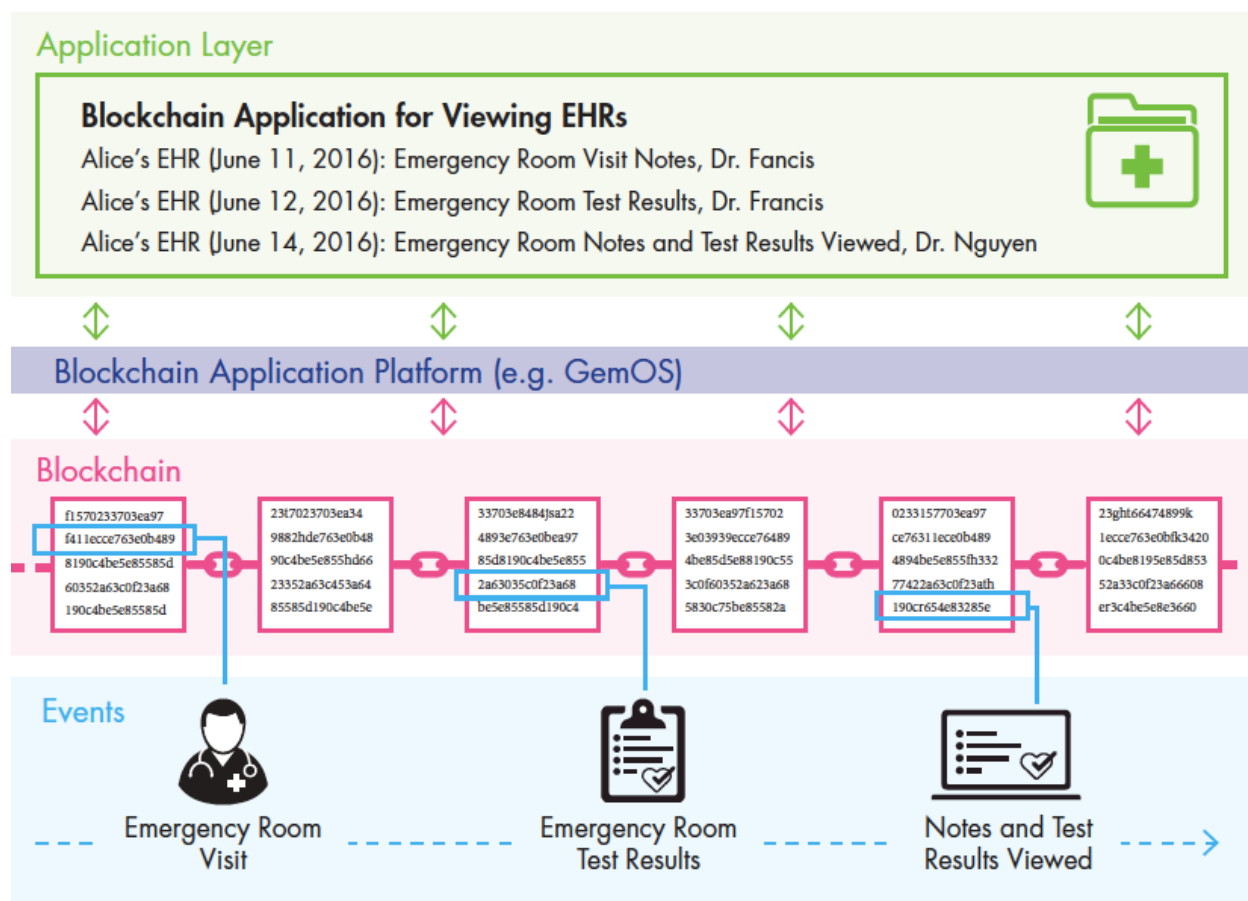 Application Layer
Blockchain Application for Viewing EHRs
Alice's EHR (June 11, 2016): Emergency Room Visit Notes, Dr. Fancis
Alice's EHR (June 12, 2016): Emergency Room Test Results, Dr. Francis
Alice's EHR (June 14, 2016): Emergency Room Notes and Test Results Viewed, Dr. Nguyen
Blockchain Application Platform (e.g. GemOS)
Blockchain
f1570233703ea97
f411ecce763e0b489
8190c4be5e85585d
60352a63c0f23a68
190c4be5e85585d
23t7023703ea34
9882hde763e0b48
90c4be5e855hd66
23352a63c453a64
85585d190c4be5e
33703e8484jsa22
4893e763e0bea97
85d8190c4be5e855
2a63035c0f23a68
be5e85585d190c4
33703ea97f15702
3e03939ecce76489
4be85d5e88190c55
3c0f60352a623a68
5830c75be85582a
0233157703ea97
ce76311ece0b489
4894be5e855fh332
77422a63c0f23ath
190cr654e83285e
23ght66474899k
1ecce763e0bfk3420
0c4be8195e85d853
52a33c0f23a66608
er3c4be5e8e3660
Events
Emergency Room
Visit
Emergency Room
Test Results
Notes and Test
Results Viewed